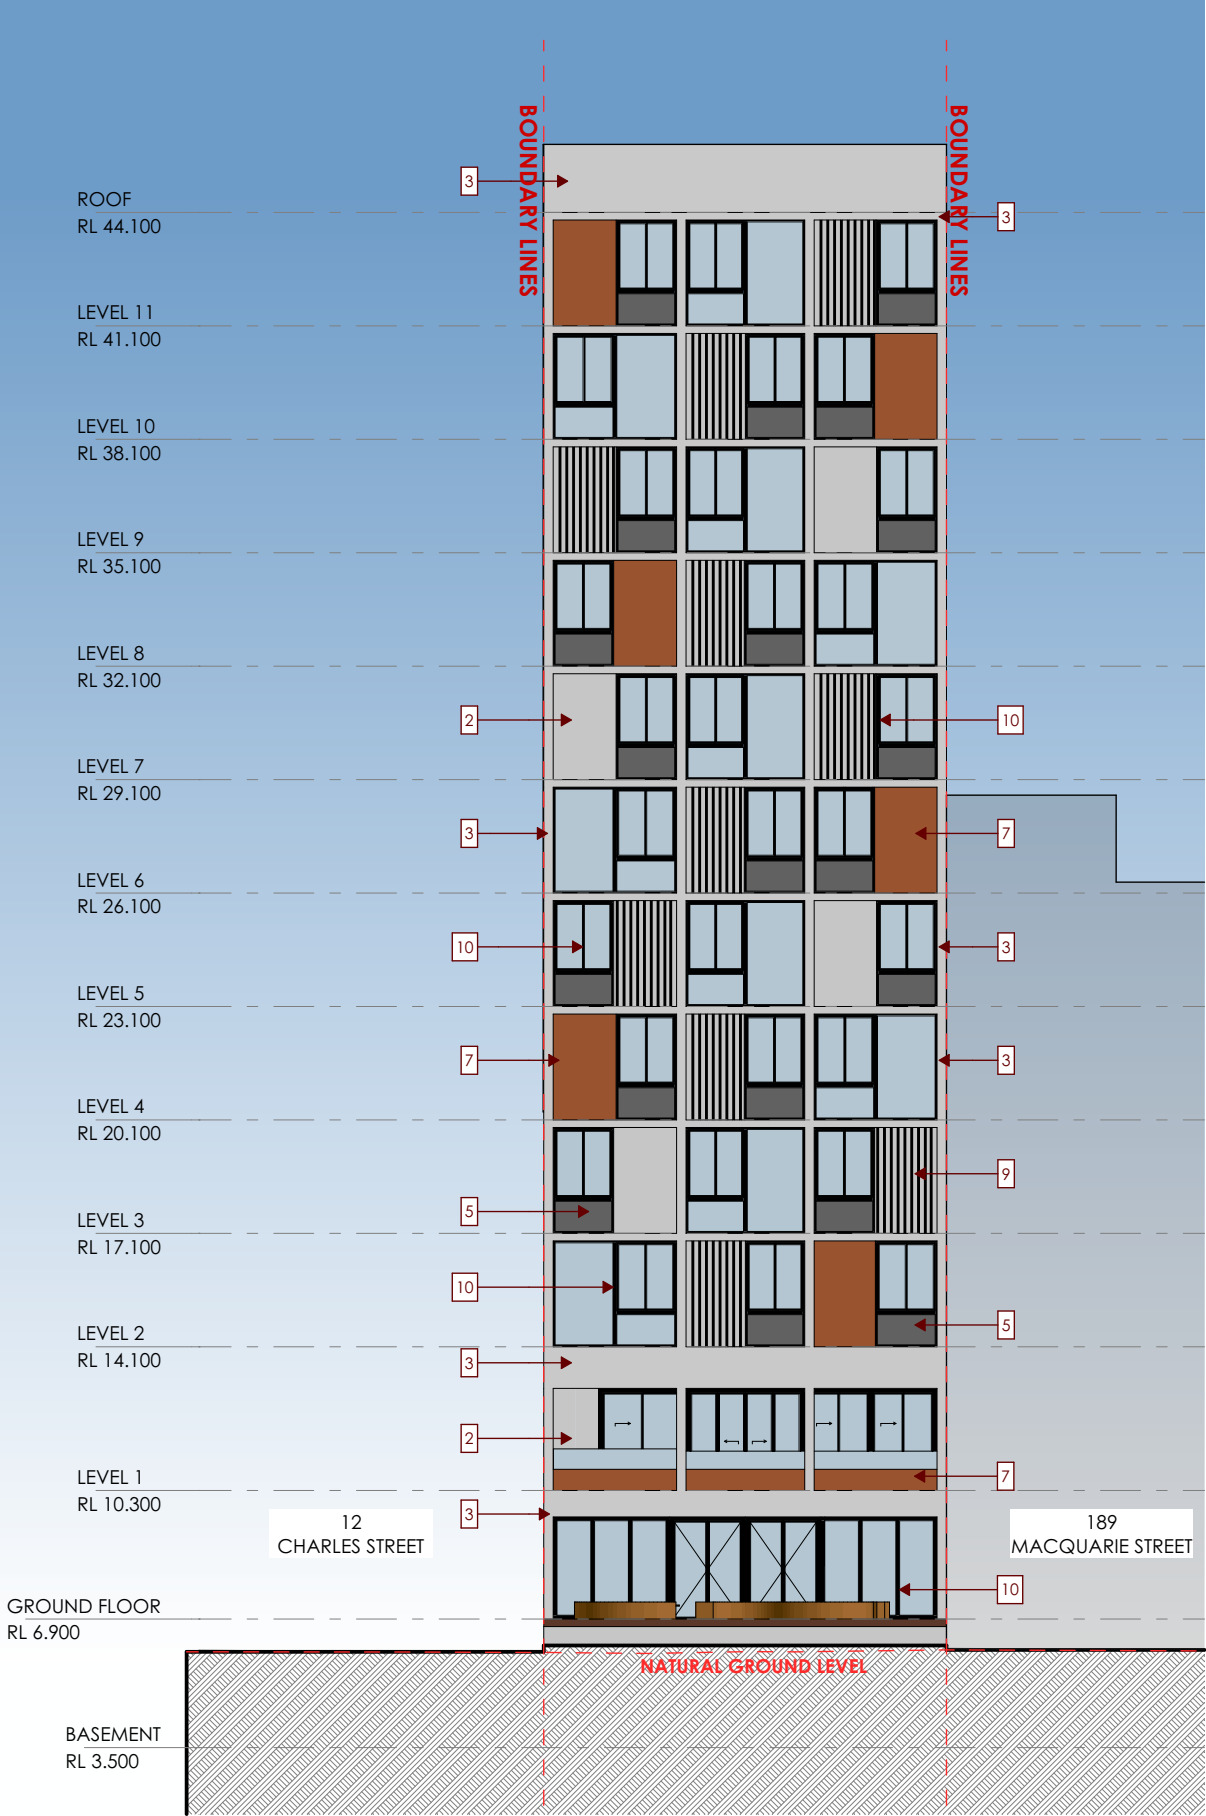 BOUNDARY LINES
BOUNDARY LINES
3
ROOF
RL 44.100
3
LEVEL 11
RL 41.100
LEVEL 10
RL 38.100
LEVEL 9
RL 35.100
LEVEL 8
RL 32.100
2
10
LEVEL 7
RL 29.100
3
7
LEVEL 6
RL 26.100
10
3
LEVEL 5
RL 23.100
7
3
LEVEL 4
RL 20.100
9
5
LEVEL 3
RL 17.100
10
5
LEVEL 2
RL 14.100
3
2
LEVEL 1
RL 10.300
7
3
12
CHARLES STREET
189
MACQUARIE STREET
10
GROUND FLOOR
RL 6.900
NATURAL GROUND LEVEL
BASEMENT
RL 3.500